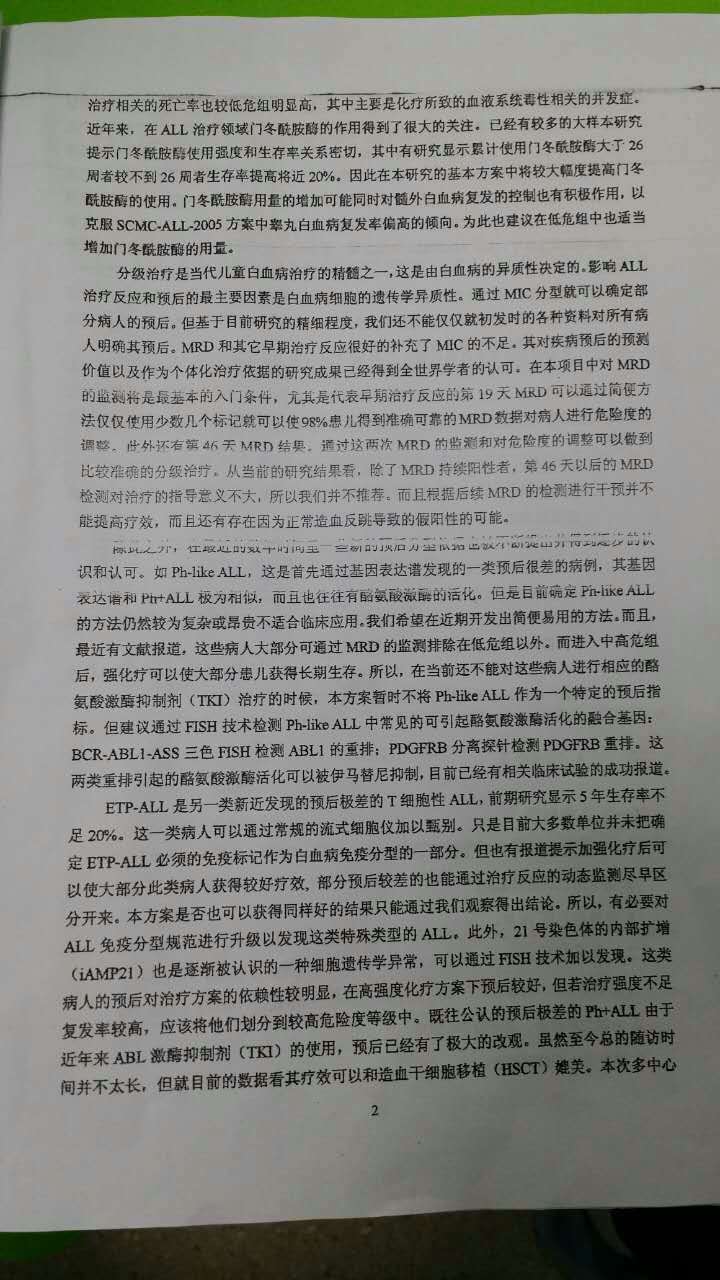 治疗相关的死亡率也较低危组明显高，其中主要是化疗所致的血液系统毒性相关的并发症。
近年来，在 ALL 治疗领域门冬酰胺酶的作用得到了很大的关注。已经有较多的大样本研究
提示门冬酰胺酶使用强度和生存率关系密切，其中有研究显示累计使用门冬酰胺酶大于 26
周者较不到 26 周者生存率提高将近 20%。因此在本研究的基本方案中将较大幅度提高门冬
酰胺酶的使用。门冬酰胺酶用量的增加可能同时对髓外白血病复发的控制也有积极作用，以
克服 SCMC-ALL-2005 方案中睾丸白血病复发率偏高的倾向。为此也建议在低危组中也适当
增加门冬酰胺酶的用量。
分级治疗是当代儿童白血病治疗的精髓之一，这是由白血病的异质性决定的。影响 ALL
治疗反应和预后的最主要因素是白血病细胞的遗传学异质性。通过 MIC 分型就可以确定部
分病人的预后。但基于目前研究的精细程度，我们还不能仅仅就初发时的各种资料对所有病
人明确其预后。MRD 和其它早期治疗反应很好的补充了 MIC 的不足。其对疾病预后的预测
价值以及作为个体化治疗依据的研究成果已经得到全世界学者的认可。在本项目中对 MRD
的监测将是最基本的入门条件，尤其是代表早期治疗反应的第 19 天 MRD 可以通过简便方
法仅仅使用少数几个标记就可以使98%患儿得到准确可靠的MRD数据对病人进行危险度的
调整。此外还有第 46 天 MRD 结果。通过这两次 MRD 的监测和对危险度的调整可以做到
比较准确的分级治疗。从当前的研究结果看，除了 MRD 持续阳性者，第 46 天以后的 MRD
检测对治疗的指导意义不大，所以我们并不推荐。而且根据后续 MRD 的检测进行干预并不
能提高疗效，而且还有存在因为正常造血反跳导致的假阳性的可能。
除此之外，在最近的数年时间里一些新的预后分型依据也被不断提出并得到逐步的认
识和认可。如 Ph-like ALL，这是首先通过基因表达谱发现的一类预后很差的病例，其基因
表达谱和 Ph+ALL 极为相似，而且也往往有酪氨酸激酶的活化。但是目前确定 Ph-like ALL
的方法仍然较为复杂或昂贵不适合临床应用。我们希望在近期开发出简便易用的方法。而且，
最近有文献报道，这些病人大部分可通过 MRD 的监测排除在低危组以外。而进入中高危组
后，强化疗可以使大部分患儿获得长期生存。所以，在当前还不能对这些病人进行相应的酪
氨酸激酶抑制剂（TKI）治疗的时候，本方案暂时不将 Ph-like ALL 作为一个特定的预后指
标。但建议通过 FISH 技术检测 Ph-like ALL 中常见的可引起酪氨酸激酶活化的融合基因：
BCR-ABL1-ASS 三色 FISH 检测 ABL1 的重排；PDGFRB 分离探针检测 PDGFRB 重排。这
两类重排引起的酪氨酸激酶活化可以被伊马替尼抑制，目前已经有相关临床试验的成功报道。
ETP-ALL 是另一类新近发现的预后极差的 T 细胞性 ALL，前期研究显示 5 年生存率不
足 20%。这一类病人可以通过常规的流式细胞仪加以甄别。只是目前大多数单位并未把确
定 ETP-ALL 必须的免疫标记作为白血病免疫分型的一部分。但也有报道提示加强化疗后可
以使大部分此类病人获得较好疗效, 部分预后较差的也能通过治疗反应的动态监测尽早区
分开来。本方案是否也可以获得同样好的结果只能通过我们观察得出结论。所以，有必要对
ALL 免疫分型规范进行升级以发现这类特殊类型的 ALL。此外，21 号染色体的内部扩增
（iAMP21）也是逐渐被认识的一种细胞遗传学异常，可以通过 FISH 技术加以发现。这类
病人的预后对治疗方案的依赖性较明显，在高强度化疗方案下预后较好，但若治疗强度不足
复发率较高，应该将他们划分到较高危险度等级中。既往公认的预后极差的 Ph+ALL 由于
近年来 ABL 激酶抑制剂（TKI）的使用，预后已经有了极大的改观。虽然至今总的随访时
间并不太长，但就目前的数据看其疗效可以和造血干细胞移植（HSCT）媲美。本次多中心
2